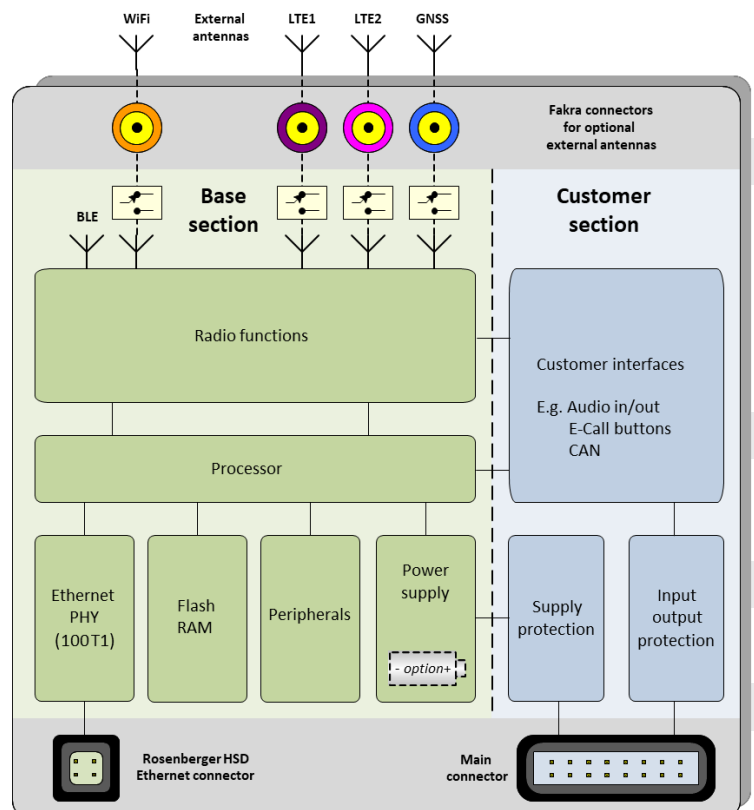 WiFi
External
antennas
LTE1
LTE2
GNSS
Fakra connectors
for optional
external antennas
Base
section
Customer
section
BLE
Radio functions
Customer interfaces
E.g. Audio in/out
E-Call buttons
CAN
Processor
Ethernet
PHY
(100T1)
Flash
RAM
Peripherals
Power
supply
- option+
Supply
protection
Input
output
protection
Rosenberger HSD
Ethernet connector
Main
connector